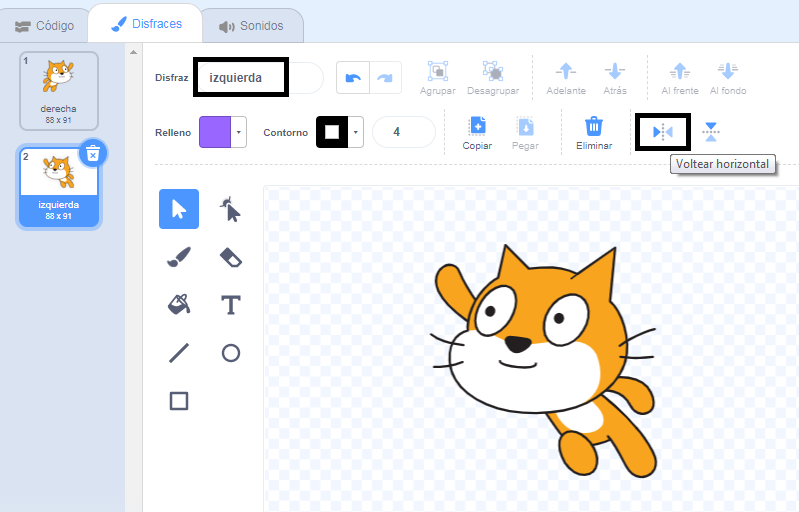 Código Disfraces Sonidos
1
derecha
88 x 91
2
izquierda
88 x 91
Disfraz izquierda
Agrupar Desagrupar Adelante Atrás Al frente Al fondo
Relleno Contorno 4
Copiar Pegar Eliminar
Voltear horizontal
T